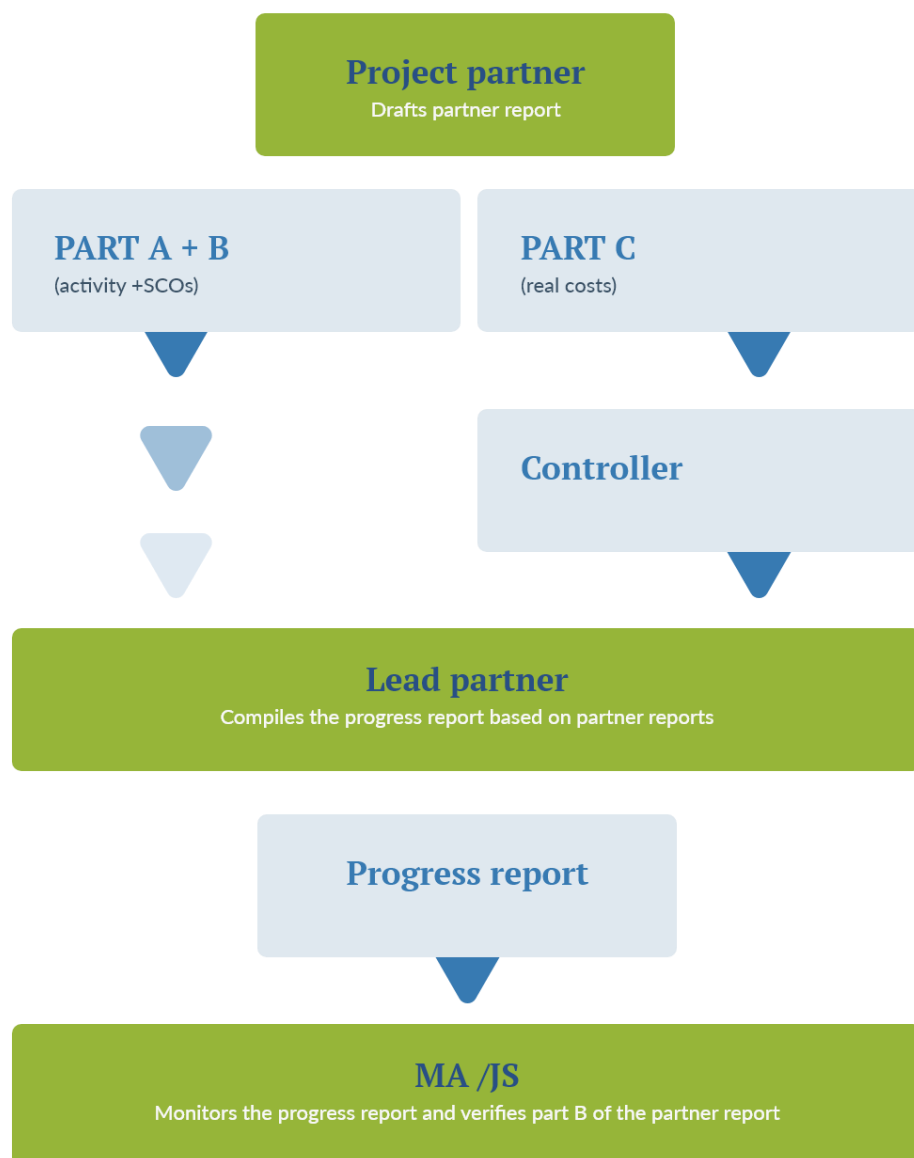 Project partner
Drafts partner report
PART A + B
(activity +SCOs)
PART C
(real costs)
Controller
Lead partner
Compiles the progress report based on partner reports
Progress report
MA /JS
Monitors the progress report and verifies part B of the partner report